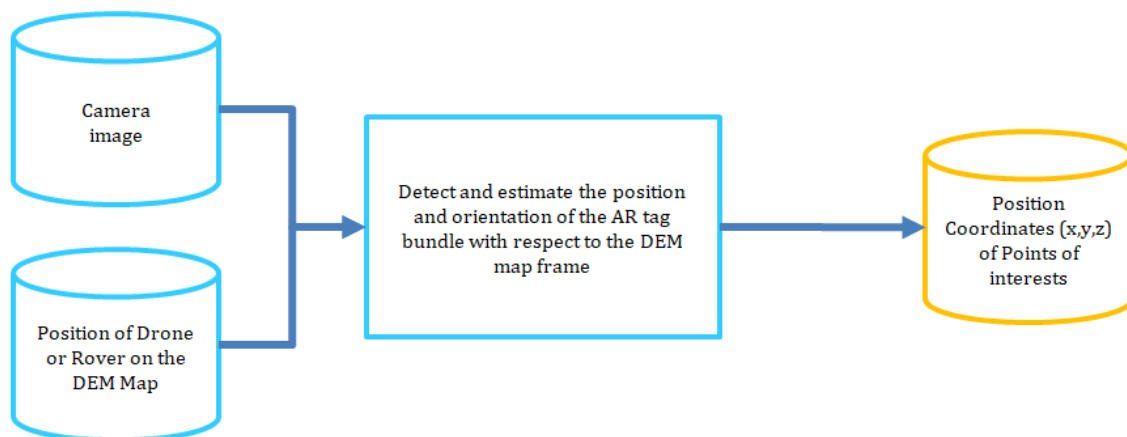 Camera
image
Position of Drone
or Rover on the
DEM Map
Detect and estimate the position
and orientation of the AR tag
bundle with respect to the DEM
map frame
Position
Coordinates (x,y,z)
of Points of
interests